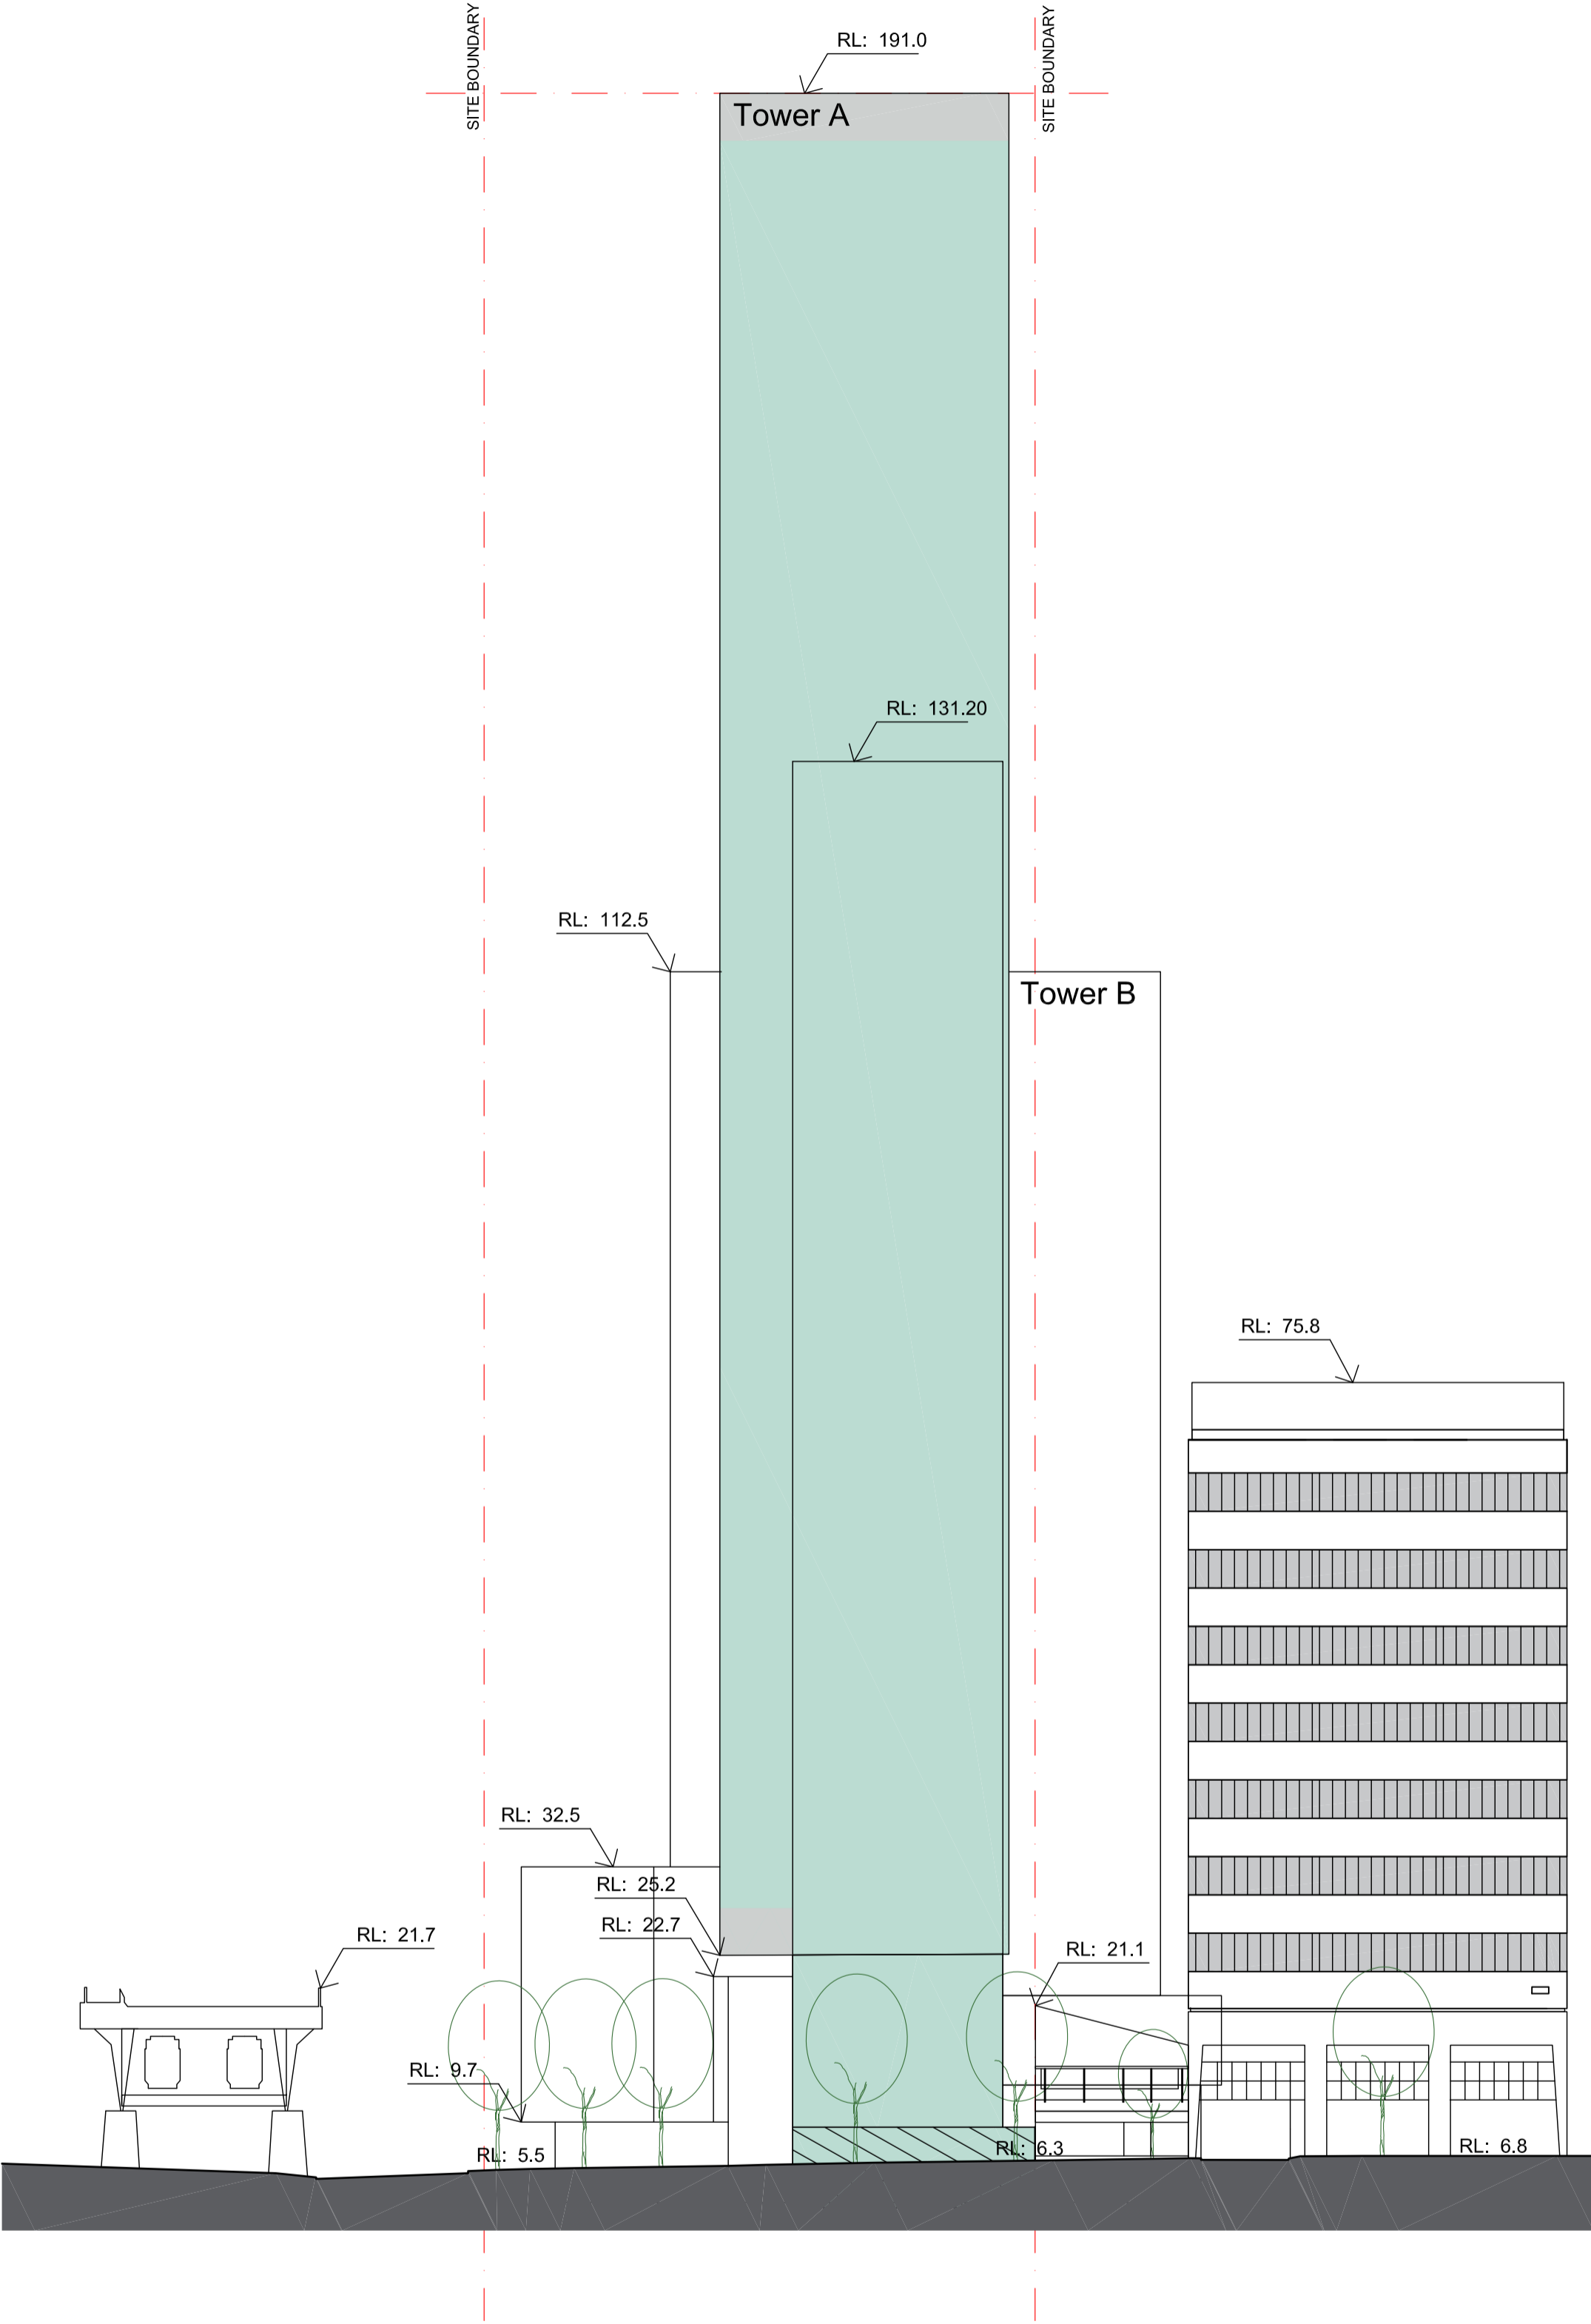 SITE BOUNDARY
SITE BOUNDARY
RL: 191.0
Tower A
RL: 131.20
RL: 112.5
Tower B
RL: 75.8
RL: 32.5
RL: 25.2
RL: 22.7
RL: 21.7
RL: 21.1
RL: 9.7
RL: 5.5
RL: 6.3
RL: 6.8